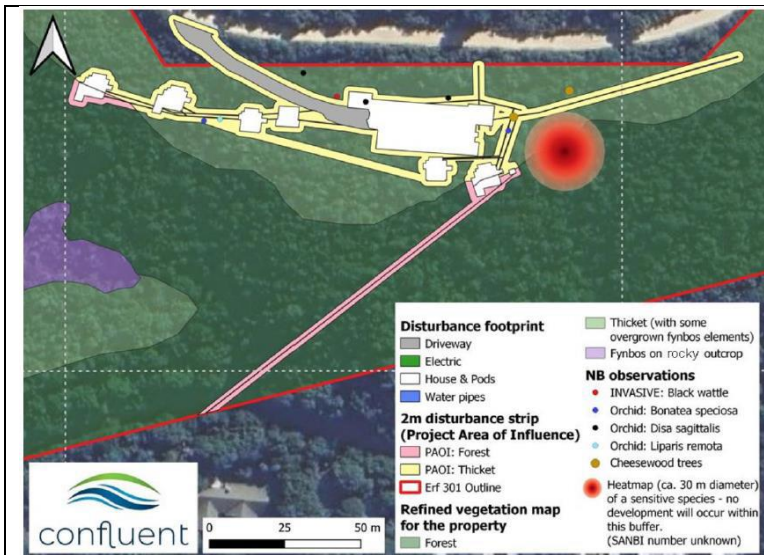 Disturbance footprint
Driveway
Electric
House & Pods
Water pipes
2m disturbance strip
(Project Area of Influence)
PAOI: Forest
PAOI: Thicket
Erf 301 Outline
Refined vegetation map
for the property
Forest
Thicket (with some
overgrown fynbos elements)
Fynbos on rocky outcrop
NB observations
INVASIVE: Black wattle
Orchid: Bonatea speciosa
Orchid: Disa sagittalis
Orchid: Liparis remota
Cheesewood trees
Heatmap (ca. 30 m diameter)
of a sensitive species - no
development will occur within
this buffer.
(SANBI number unknown)
confluent
0 25 50 m